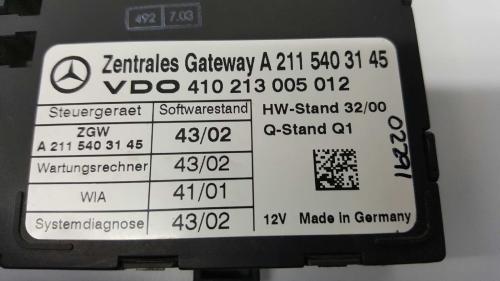 492 7.03
Zentrales Gateway A 211 540 31 45
VDO 410 213 005 012
Steuergeraet Softwarestand
HW-Stand 32/00
ZGW
A 211 540 31 45 43/02
Q-Stand Q1
Wartungsrechner 43/02
WIA 41/01
Systemdiagnose 43/02
12V Made in Germany